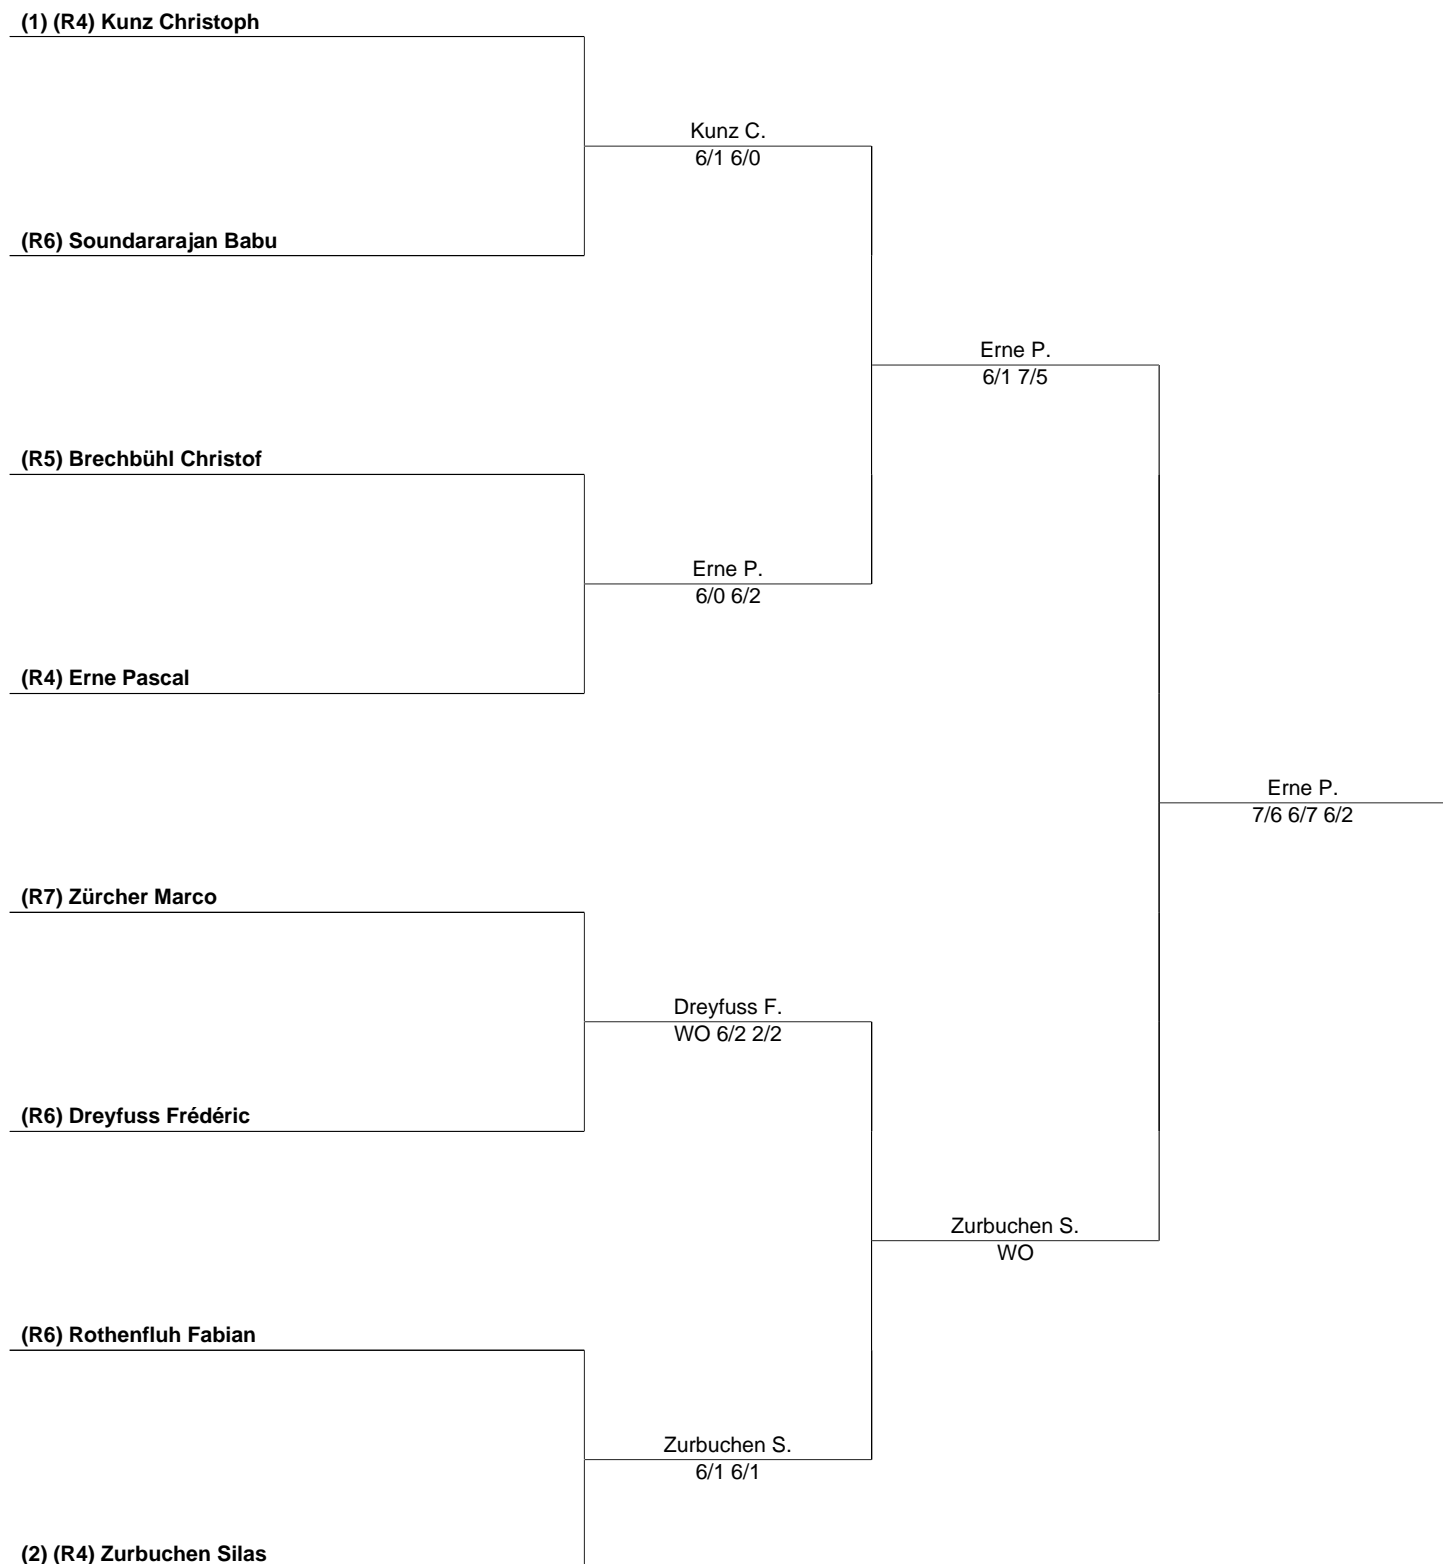 (1) (R4) Kunz Christoph
Kunz C.
6/1 6/0
(R6) Soundararajan Babu
Erne P.
6/1 7/5
(R5) Brechbühl Christof
Erne P.
6/0 6/2
(R4) Erne Pascal
Erne P.
7/6 6/7 6/2
(R7) Zürcher Marco
Dreyfuss F.
WO 6/2 2/2
(R6) Dreyfuss Frédéric
Zurbuchen S.
WO
(R6) Rothenfluh Fabian
Zurbuchen S.
6/1 6/1
(2) (R4) Zurbuchen Silas